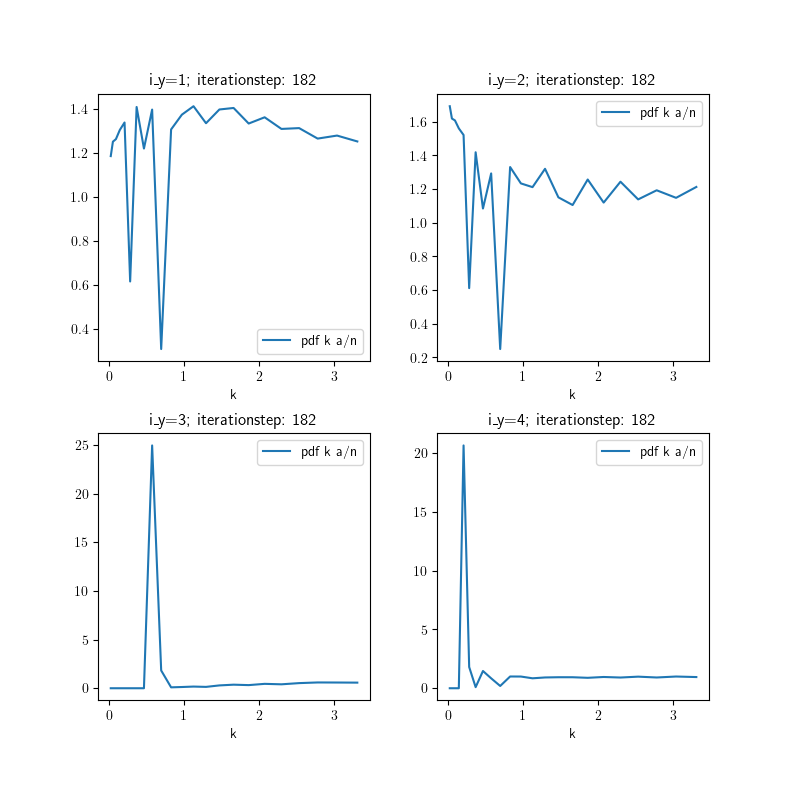 i_y=1; iterationstep: 182
1.4
1.2
1.0
0.8
0.6
0.4
pdf k a/n
0 1 2 3
k
i_y=2; iterationstep: 182
pdf k a/n
1.6
1.4
1.2
1.0
0.8
0.6
0.4
0.2
0 1 2 3
k
i_y=3; iterationstep: 182
pdf k a/n
25
20
15
10
5
0
0 1 2 3
k
i_y=4; iterationstep: 182
pdf k a/n
20
15
10
5
0
0 1 2 3
k